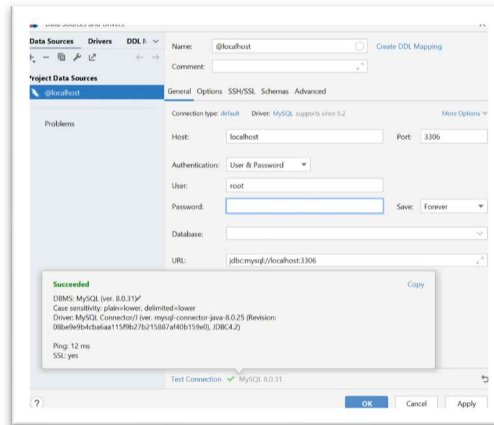 Data Sources and Drivers
Data Sources Drivers DDL M
Project Data Sources
@localhost
Problems
Name: @localhost
Create DDL Mapping
Comment:
General Options SSH/SSL Schemas Advanced
Connection type: default Driver: MySQL supports since 5.2 More Options
Host: localhost Port: 3306
Authentication: User & Password
User: root
Password: Save: Forever
Database:
URL: jdbc:mysql://localhost:3306
Succeeded Copy
DBMS: MySQL (ver. 8.0.31)
Case sensitivity: plain=lower, delimited=lower
Driver: MySQL Connector/J (ver. mysql-connector-java-8.0.25 (Revision:
08be9e9b4cba6aa115f9b27b215887af40b159e0), JDBC4.2)
Ping: 12 ms
SSL: yes
Test Connection MySQL 8.0.31
? OK Cancel Apply